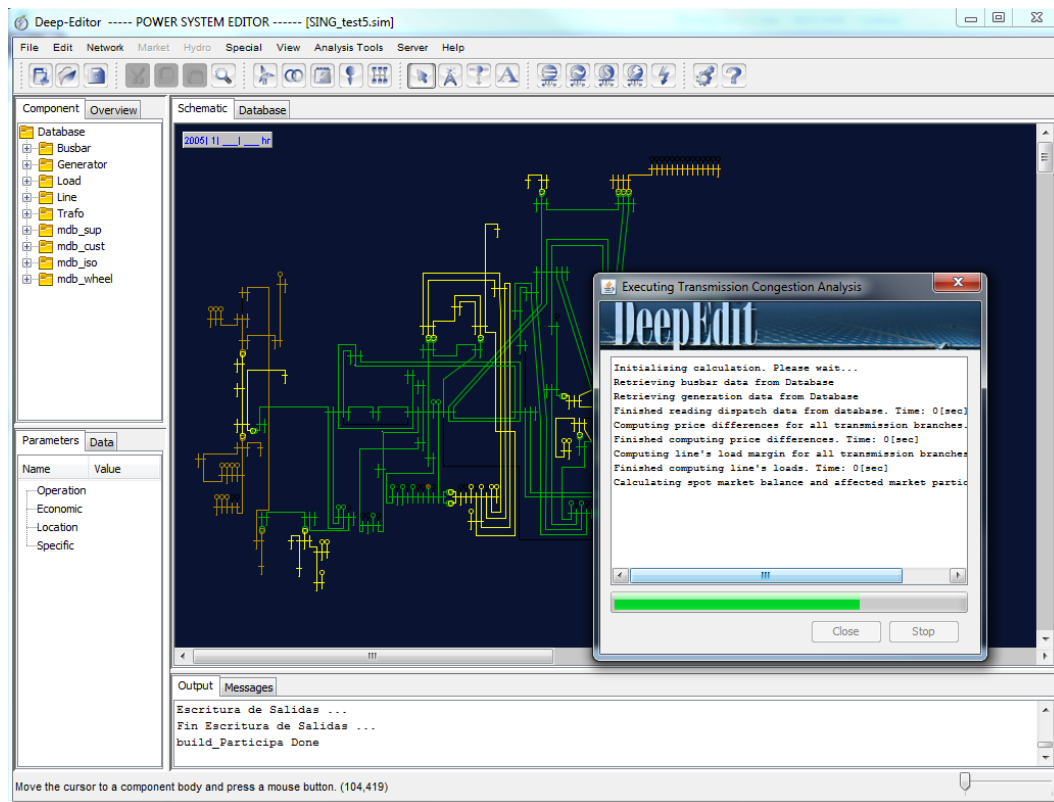 Deep-Editor ----- POWER SYSTEM EDITOR ------ [SING_test5.sim]
File Edit Network Market Hydro Special View Analysis Tools Server Help
Component Overview
Schematic Database
Database
Busbar
Generator
Load
Line
Trafo
mdb_sup
mdb_cust
mdb_iso
mdb_wheel
2005| 1| ___| ___ hr
Executing Transmission Congestion Analysis
DeepEdit
Initializing calculation. Please wait...
Retrieving busbar data from Database
Retrieving generation data from Database
Finished reading dispatch data from database. Time: 0[sec]
Computing price differences for all transmission branches.
Finished computing price differences. Time: 0[sec]
Computing line's load margin for all transmission branches
Finished computing line's loads. Time: 0[sec]
Calculating spot market balance and affected market partic
Close Stop
Parameters Data
Name Value
Operation
Economic
Location
Specific
Output Messages
Escritura de Salidas ...
Fin Escritura de Salidas ...
build_Participa Done
Move the cursor to a component body and press a mouse button. (104,419)